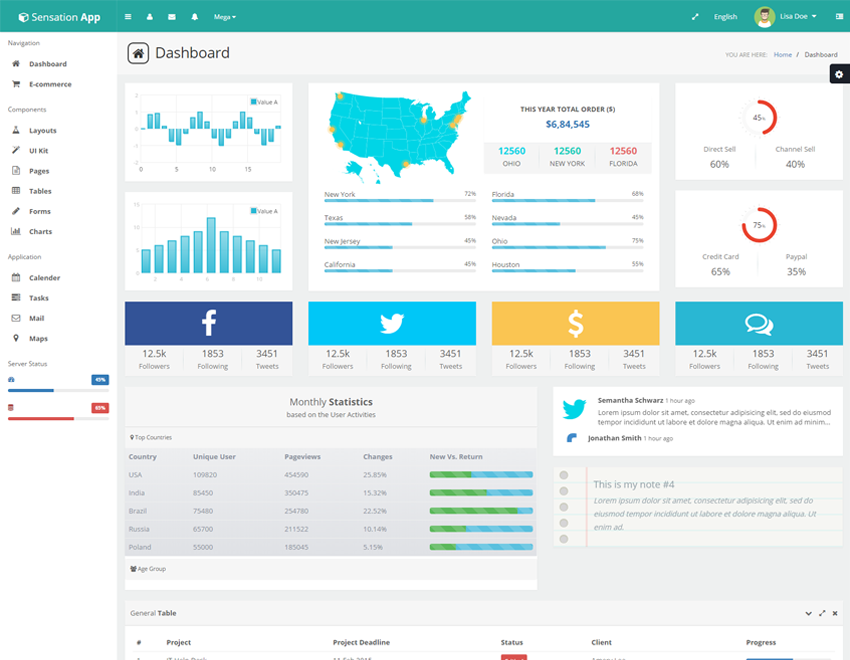 Sensation App
Mega
English
Lisa Doe
Navigation
Dashboard
E-commerce
Components
Layouts
UI Kit
Pages
Tables
Forms
Charts
Application
Calender
Tasks
Mail
Maps
Server Status
45%
65%
Dashboard
YOU ARE HERE: Home / Dashboard
Value A
2
1
0
-1
-2
0 5 10 15
Value A
15
10
5
0
2 4 6 8 10
THIS YEAR TOTAL ORDER ($)
$6,84,545
12560 12560 12560
OHIO NEW YORK FLORIDA
New York 72% Florida 68%
Texas 58% Nevada 45%
New Jersey 45% Ohio 75%
California 45% Houston 55%
45%
Direct Sell Channel Sell
60% 40%
75%
Credit Card Paypal
65% 35%
12.5k 1853 3451
Followers Following Tweets
12.5k 1853 3451
Followers Following Tweets
12.5k 1853 3451
Followers Following Tweets
12.5k 1853 3451
Followers Following Tweets
Monthly Statistics
based on the User Activities
Top Countries
Country Unique User Pageviews Changes New Vs. Return
USA 109820 454590 25.85%
India 85450 350475 15.32%
Brazil 75480 254780 22.52%
Russia 65700 211522 10.14%
Poland 55000 185045 5.15%
Age Group
Semantha Schwarz 1 hour ago
Lorem ipsum dolor sit amet, consectetur adipisicing elit, sed do eiusmod
tempor incididunt ut labore et dolore magna aliqua. Ut enim ad minim...
Jonathan Smith 1 hour ago
This is my note #4
Lorem ipsum dolor sit amet, consectetur adipisicing elit, sed do
eiusmod tempor incididunt ut labore et dolore magna aliqua. Ut
enim ad.
General Table
# Project Project Deadline Status Client Progress